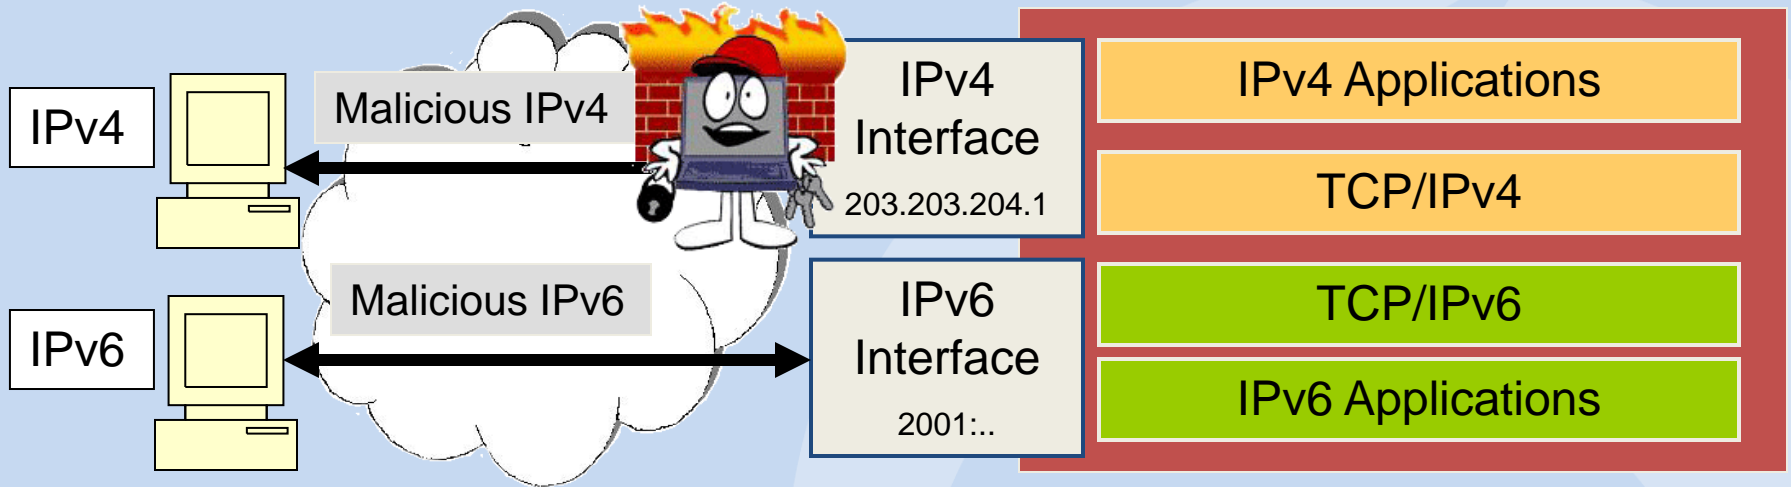 IPv4
Malicious IPv4
IPv4
Interface
203.203.204.1
IPv4 Applications
TCP/IPv4
IPv6
Malicious IPv6
IPv6
Interface
2001:..
TCP/IPv6
IPv6 Applications